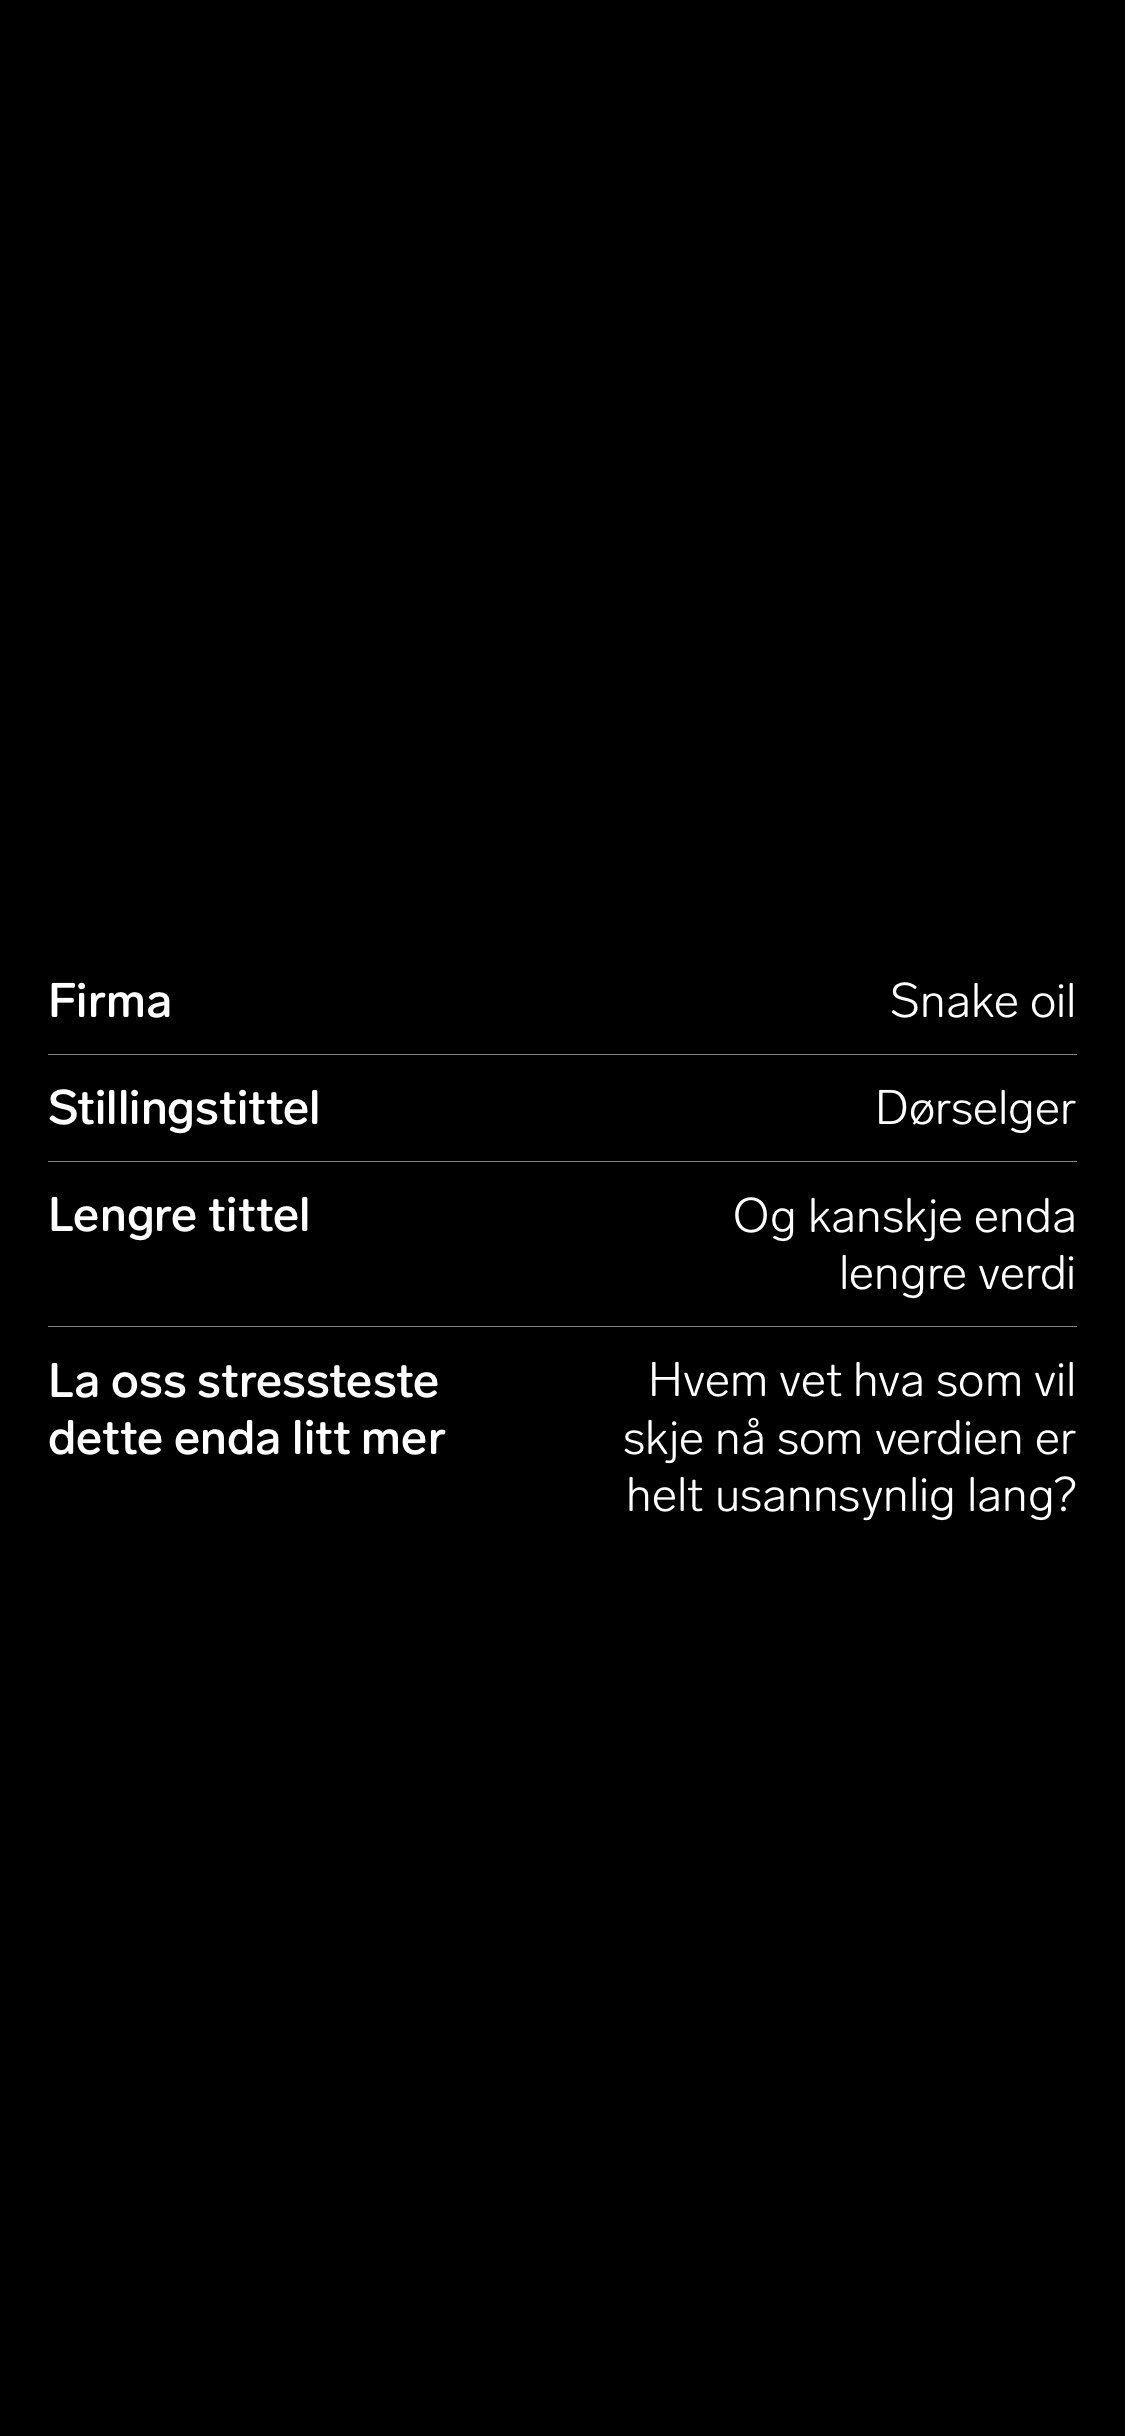 Firma
Snake oil
Stillingstittel
Dørselger
Lengre tittel
Og kanskje enda
lengre verdi
La oss stressteste
dette enda litt mer
Hvem vet hva som vil
skje nå som verdien er
helt usannsynlig lang?